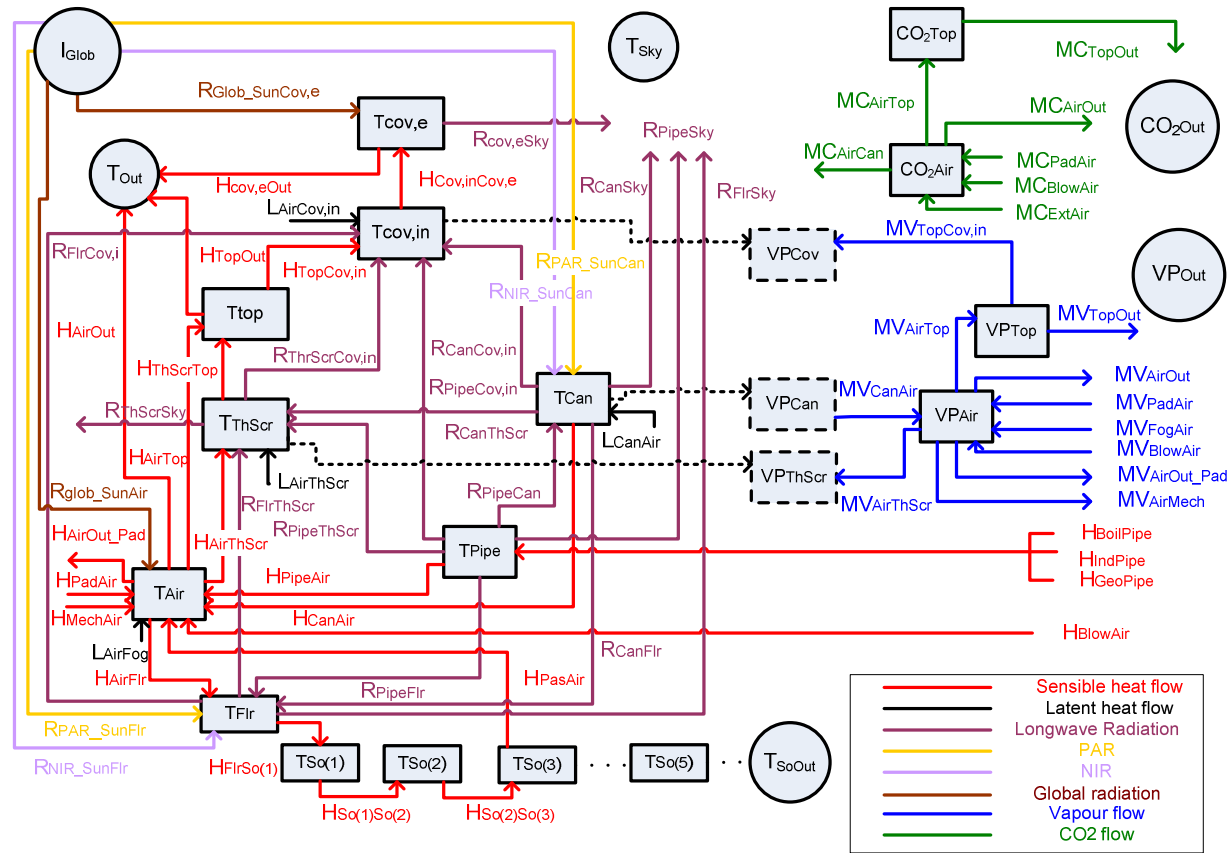 IGlob
TSky
CO2Top
MCTopOut
RGlob_SunCov,e
Tcov,e
Rcov,eSky
RPipeSky
MCAirTop
MCAirOut
CO2Out
TOut
Hcov,eOut
HCov,inCov,e
RCanSky
RFlrSky
MCAirCan
CO2Air
MCPadAir
MCBlowAir
MCExtAir
LAirCov,in
Tcov,in
RFlrCov,i
HTopOut
HTopCov,in
RPAR_SunCan
RNIR_SunCan
VPCov
MVTopCov,in
VPOut
Ttop
HAirOut
MVAirTop
VPTop
MVTopOut
RThrScrCov,in
RCanCov,in
HThScrTop
RPipeCov,in
TCan
VPCan
MVCanAir
VPAir
MVAirOut
MVPadAir
MVFogAir
MVBlowAir
MVAirOut_Pad
MVAirMech
RThScrSky
TThScr
RCanThScr
LCanAir
HAirTop
LAirThScr
VPThScr
MVAirThScr
Rglob_SunAir
RFlrThScr
RPipeCan
RPipeThScr
HAirOut_Pad
HAirThScr
TPipe
HBoilPipe
HIndPipe
HGeoPipe
HPadAir
TAir
HPipeAir
HMechAir
HCanAir
HBlowAir
LAirFog
RCanFlr
HAirFlr
RPipeFlr
HPasAir
TFlr
RPAR_SunFlr
RNIR_SunFlr
HFlrSo(1)
TSo(1)
TSo(2)
TSo(3)
. . .
TSo(5)
. . .
TSoOut
HSo(1)So(2)
HSo(2)So(3)
Sensible heat flow
Latent heat flow
Longwave Radiation
PAR
NIR
Global radiation
Vapour flow
CO2 flow